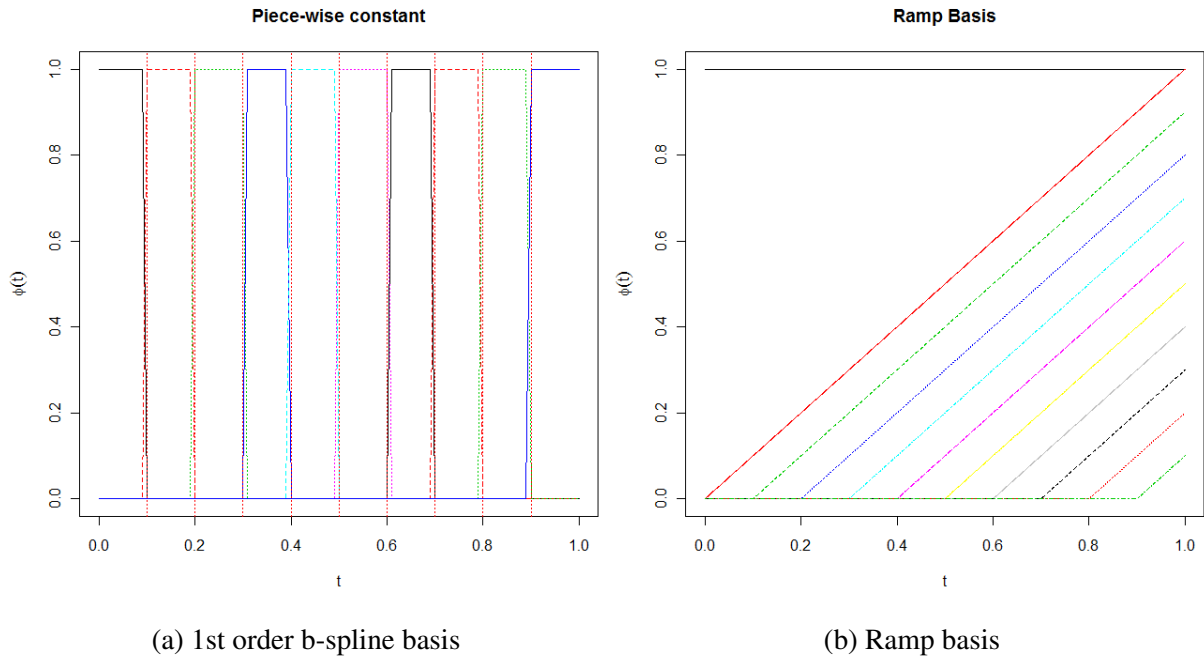 Piece-wise constant
ϕ(t)
1.0
0.8
0.6
0.4
0.2
0.0
0.0 0.2 0.4 0.6 0.8 1.0
t
(a) 1st order b-spline basis
Ramp Basis
ϕ(t)
1.0
0.8
0.6
0.4
0.2
0.0
0.0 0.2 0.4 0.6 0.8 1.0
t
(b) Ramp basis